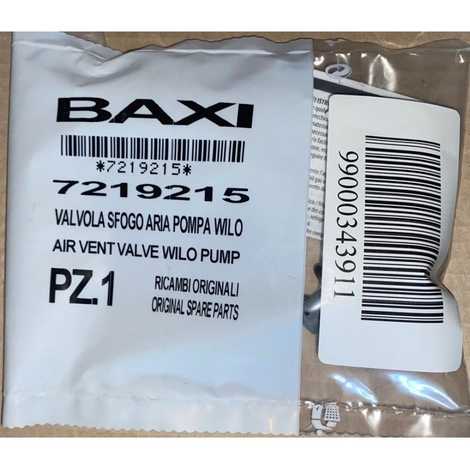 BAXI
*7219215*
7219215
VALVOLA SFOGO ARIA POMPA WILO
AIR VENT VALVE WILO PUMP
PZ.1
RICAMBI ORIGINALI
ORIGINAL SPARE PARTS
99000343911